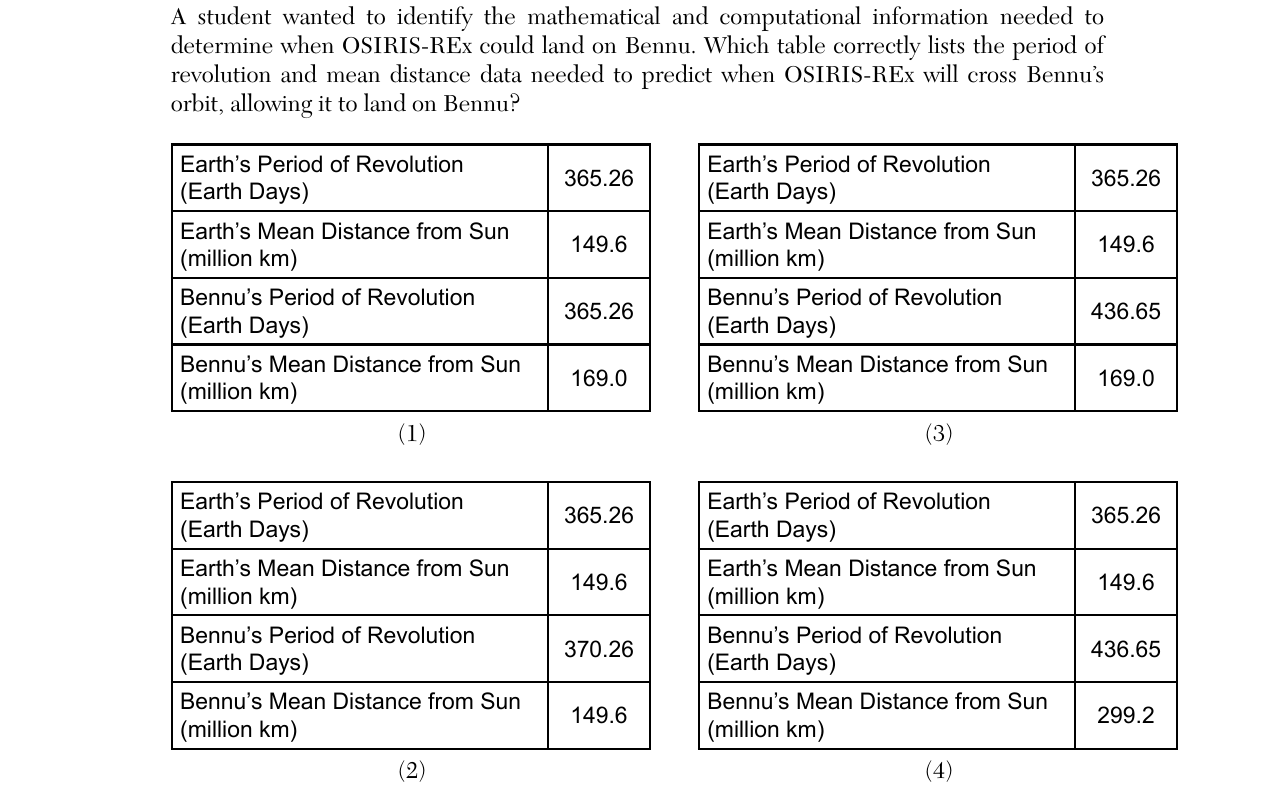 A student wanted to identify the mathematical and computational information needed to
determine when OSIRIS-REx could land on Bennu. Which table correctly lists the period of
revolution and mean distance data needed to predict when OSIRIS-REx will cross Bennu’s
orbit, allowing it to land on Bennu?
Earth’s Period of Revolution
(Earth Days)
365.26
Earth’s Mean Distance from Sun
(million km)
149.6
Bennu’s Period of Revolution
(Earth Days)
365.26
Bennu’s Mean Distance from Sun
(million km)
169.0
(1)
Earth’s Period of Revolution
(Earth Days)
365.26
Earth’s Mean Distance from Sun
(million km)
149.6
Bennu’s Period of Revolution
(Earth Days)
436.65
Bennu’s Mean Distance from Sun
(million km)
169.0
(3)
Earth’s Period of Revolution
(Earth Days)
365.26
Earth’s Mean Distance from Sun
(million km)
149.6
Bennu’s Period of Revolution
(Earth Days)
370.26
Bennu’s Mean Distance from Sun
(million km)
149.6
(2)
Earth’s Period of Revolution
(Earth Days)
365.26
Earth’s Mean Distance from Sun
(million km)
149.6
Bennu’s Period of Revolution
(Earth Days)
436.65
Bennu’s Mean Distance from Sun
(million km)
299.2
(4)